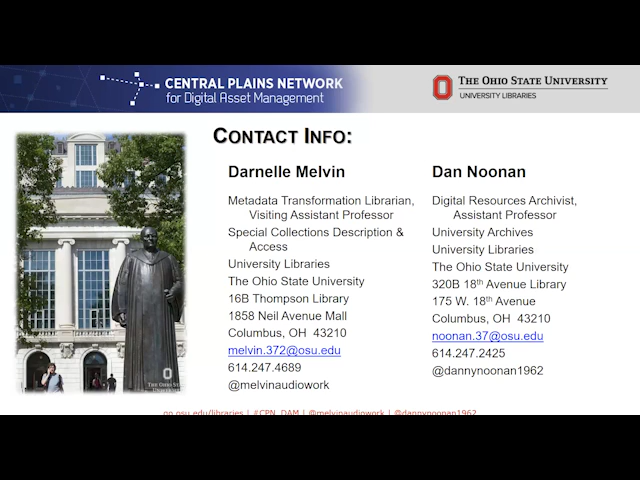 CENTRAL PLAINS NETWORK
for Digital Asset Management
THE OHIO STATE UNIVERSITY
UNIVERSITY LIBRARIES
CONTACT INFO:
Darnelle Melvin
Metadata Transformation Librarian,
Visiting Assistant Professor
Special Collections Description &
Access
University Libraries
The Ohio State University
16B Thompson Library
1858 Neil Avenue Mall
Columbus, OH 43210
melvin.372@osu.edu
614.247.4689
@melvinaudiowork
Dan Noonan
Digital Resources Archivist,
Assistant Professor
University Archives
University Libraries
The Ohio State University
320B 18th Avenue Library
175 W. 18th Avenue
Columbus, OH 43210
noonan.37@osu.edu
614.247.2425
@dannynoonan1962
THE OHIO STATE
go.osu.edu/libraries | #CPN_DAM | @melvinaudiowork | @dannynoonan1962